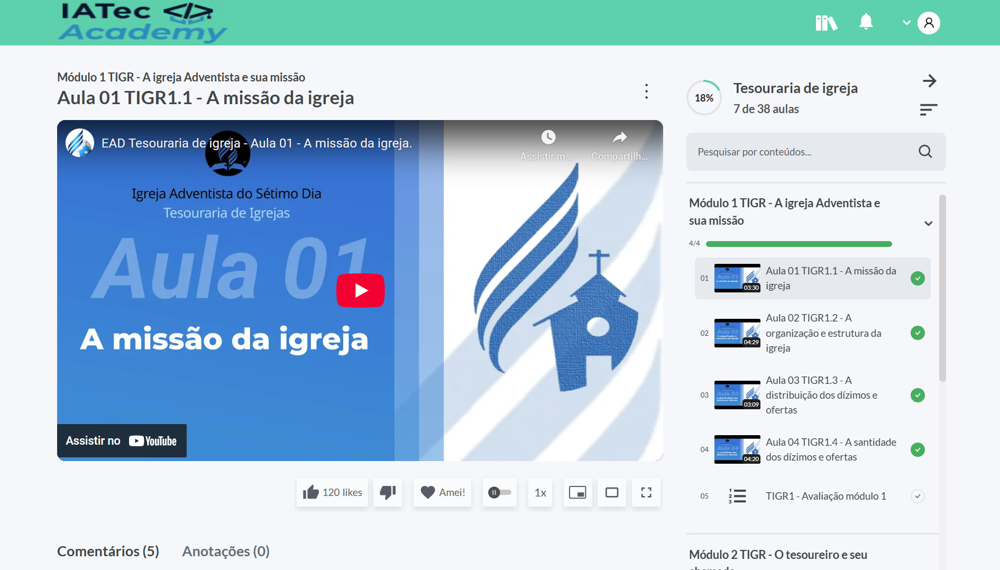 IATec
Academy
Módulo 1 TIGR - A igreja Adventista e sua missão
Aula 01 TIGR1.1 - A missão da igreja
EAD Tesouraria de igreja - Aula 01 - A missão da igreja.
Assistir m...
Compartilh...
Igreja Adventista do Sétimo Dia
Tesouraria de Igrejas
Aula 01
A missão da igreja
Assistir no YouTube
120 likes
Amei!
1x
Comentários (5)
Anotações (0)
18%
Tesouraria de igreja
7 de 38 aulas
Pesquisar por conteúdos...
Módulo 1 TIGR - A igreja Adventista e
sua missão
4/4
01
03:30
Aula 01 TIGR1.1 - A missão da
igreja
02
04:29
Aula 02 TIGR1.2 - A
organização e estrutura da
igreja
03
03:09
Aula 03 TIGR1.3 - A
distribuição dos dízimos e
ofertas
04
04:20
Aula 04 TIGR1.4 - A santidade
dos dízimos e ofertas
05
TIGR1 - Avaliação módulo 1
Módulo 2 TIGR - O tesoureiro e seu